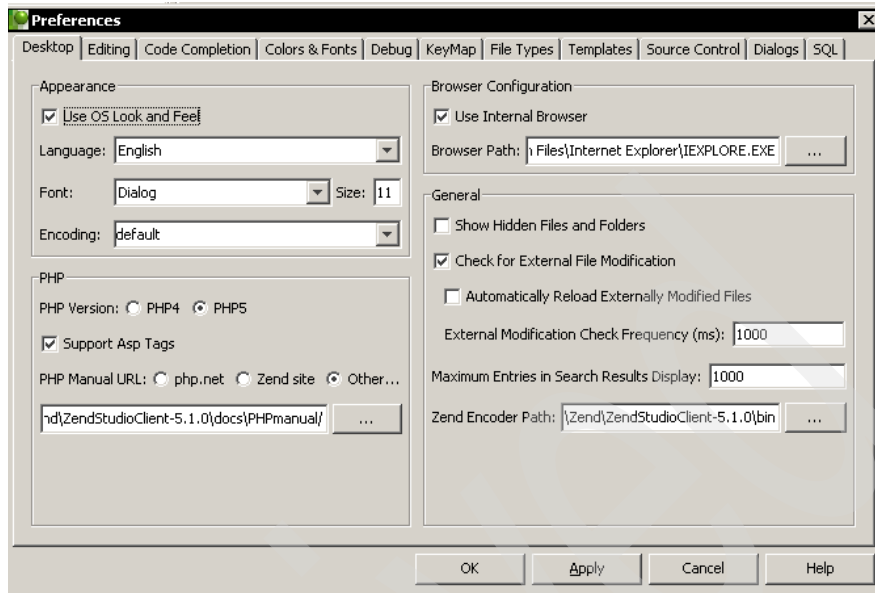 Preferences
Desktop Editing Code Completion Colors & Fonts Debug KeyMap File Types Templates Source Control Dialogs SQL
Appearance
Use OS Look and Feel
Language: English
Font: Dialog Size: 11
Encoding: default
PHP
PHP Version: PHP4 PHP5
Support Asp Tags
PHP Manual URL: php.net Zend site Other...
nd\ZendStudioClient-5.1.0\docs\PHPmanual/ ...
Browser Configuration
Use Internal Browser
Browser Path: Files\Internet Explorer\IEXPLORE.EXE ...
General
Show Hidden Files and Folders
Check for External File Modification
Automatically Reload Externally Modified Files
External Modification Check Frequency (ms): 1000
Maximum Entries in Search Results Display: 1000
Zend Encoder Path: \Zend\ZendStudioClient-5.1.0\bin ...
OK Apply Cancel Help